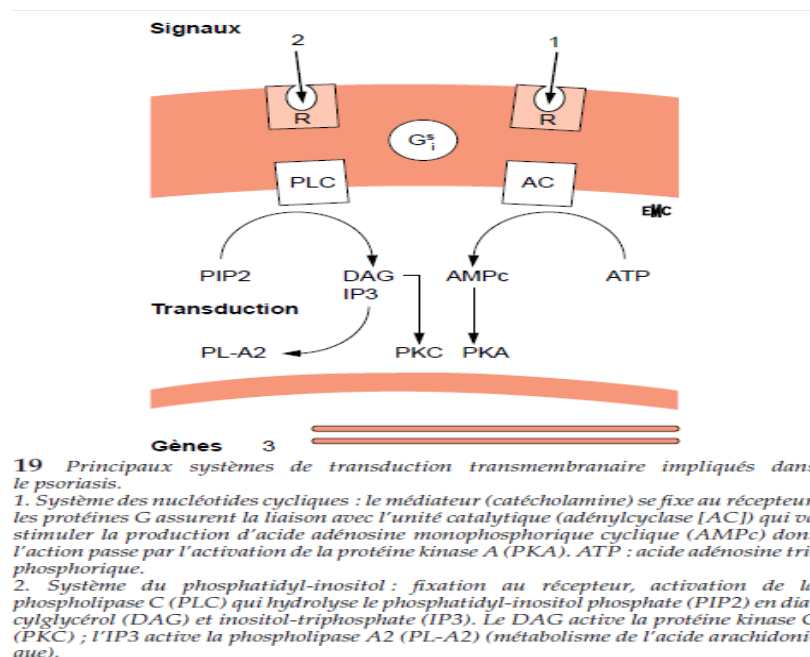 Signaux
2 1
R R
G s i
PLC AC
EMC
PIP2 DAG AMPc ATP
IP3
Transduction
PL-A2 PKC PKA
Gènes 3
19 Principaux systèmes de transduction transmembranaire impliqués dans
le psoriasis.
1. Système des nucléotides cycliques : le médiateur (catécholamine) se fixe au récepteur
les protéines G assurent la liaison avec l'unité catalytique (adénylcyclase [AC]) qui va
stimuler la production d'acide adénosine monophosphorique cyclique (AMPc) dont
l'action passe par l'activation de la protéine kinase A (PKA). ATP : acide adénosine tri-
phosphorique.
2. Système du phosphatidyl-inositol : fixation au récepteur, activation de la
phospholipase C (PLC) qui hydrolyse le phosphatidyl-inositol phosphate (PIP2) en dia-
cylglycérol (DAG) et inositol-triphosphate (IP3). Le DAG active la protéine kinase C
(PKC) ; l'IP3 active la phospholipase A2 (PL-A2) (métabolisme de l'acide arachidoni-
que).